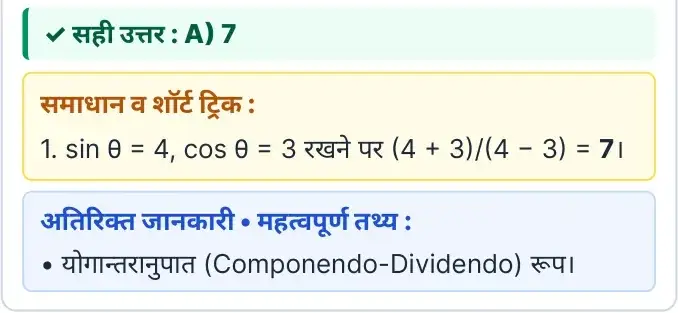 ✓ सही उत्तर : A) 7
समाधान व शॉर्ट ट्रिक :
1. sin θ = 4, cos θ = 3 रखने पर (4 + 3)/(4 − 3) = 7।
अतिरिक्त जानकारी • महत्वपूर्ण तथ्य :
• योगान्तरानुपात (Componendo-Dividendo) रूप।